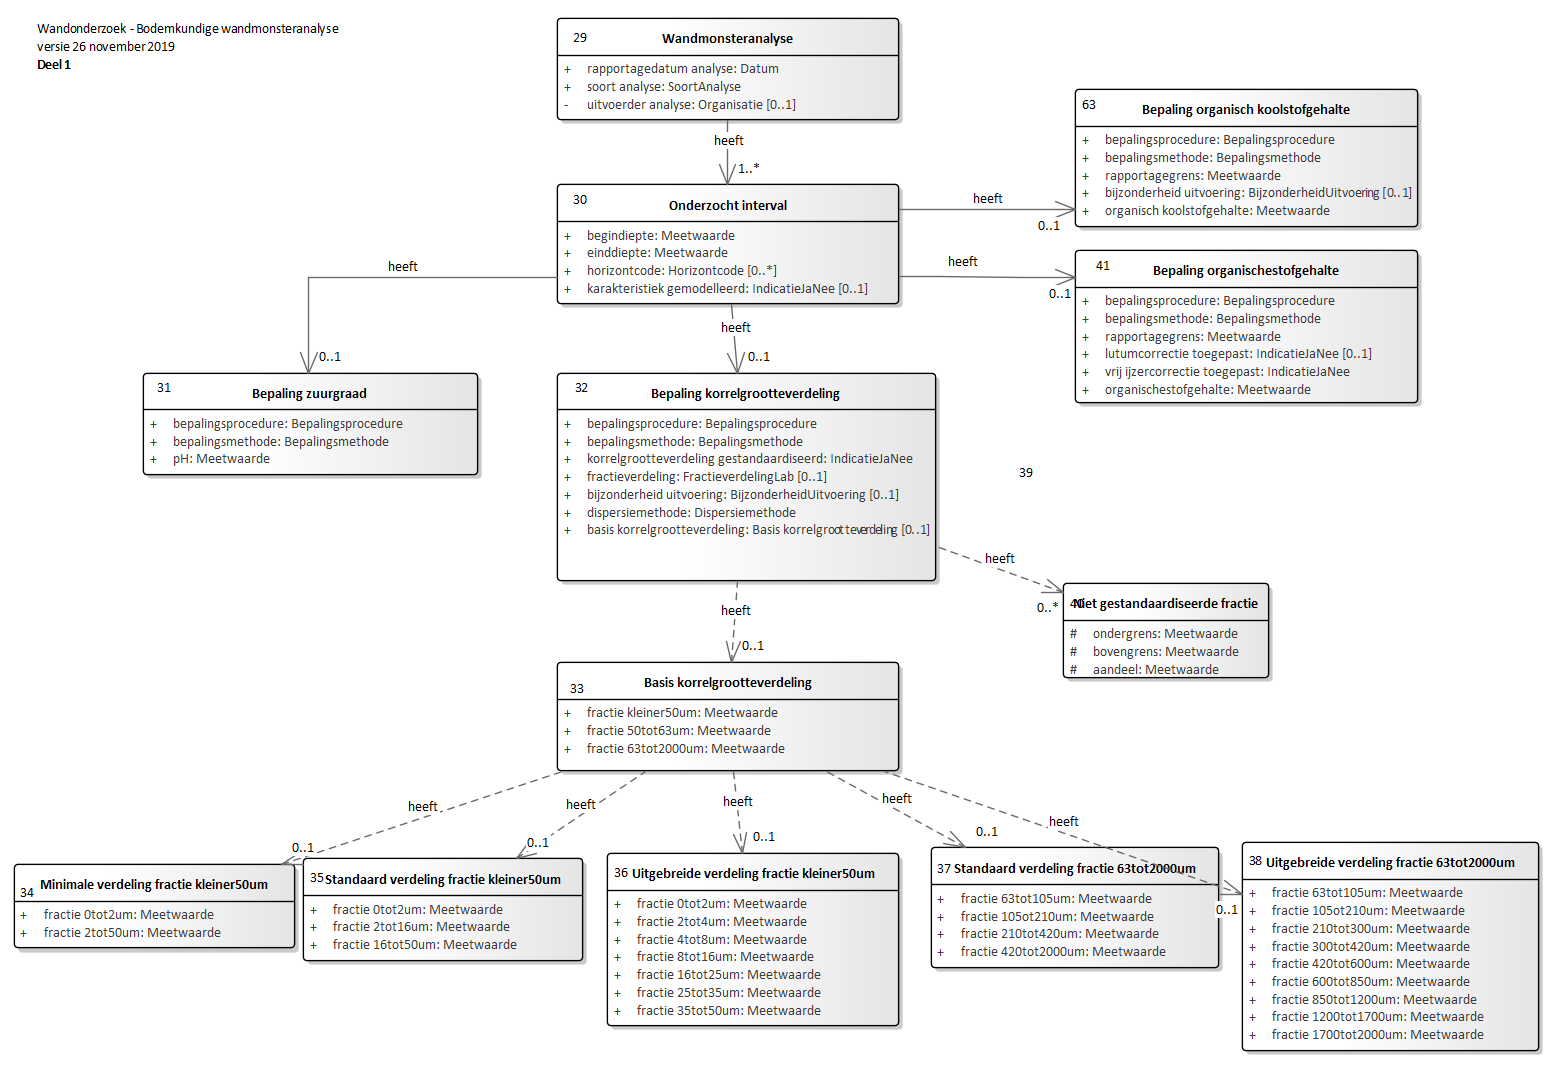 Wandonderzoek - Bodemkundige wandmonsteranalyse
versie 26 november 2019
Deel 1
29
Wandmonsteranalyse
+ rapportagedatum analyse: Datum
+ soort analyse: SoortAnalyse
- uitvoerder analyse: Organisatie [0..1]
heeft
1..*
30
Onderzocht interval
+ begindiepte: Meetwaarde
+ einddiepte: Meetwaarde
+ horizontcode: Horizontcode [0..*]
+ karakteristiek gemodelleerd: IndicatieJaNee [0..1]
heeft
0..1
63
Bepaling organisch koolstofgehalte
+ bepalingsprocedure: Bepalingsprocedure
+ bepalingsmethode: Bepalingsmethode
+ rapportagegrens: Meetwaarde
+ bijzonderheid uitvoering: BijzonderheidUitvoering [0..1]
+ organisch koolstofgehalte: Meetwaarde
heeft
0..1
41
Bepaling organischestofgehalte
+ bepalingsprocedure: Bepalingsprocedure
+ bepalingsmethode: Bepalingsmethode
+ rapportagegrens: Meetwaarde
+ lutumcorrectie toegepast: IndicatieJaNee [0..1]
+ vrij ijzercorrectie toegepast: IndicatieJaNee
+ organischestofgehalte: Meetwaarde
heeft
0..1
31
Bepaling zuurgraad
+ bepalingsprocedure: Bepalingsprocedure
+ bepalingsmethode: Bepalingsmethode
+ pH: Meetwaarde
heeft
0..1
32
Bepaling korrelgrootteverdeling
+ bepalingsprocedure: Bepalingsprocedure
+ bepalingsmethode: Bepalingsmethode
+ korrelgrootteverdeling gestandaardiseerd: IndicatieJaNee
+ fractieverdeling: FractieverdelingLab [0..1]
+ bijzonderheid uitvoering: BijzonderheidUitvoering [0..1]
+ dispersiemethode: Dispersiemethode
+ basis korrelgrootteverdeling: Basis korrelgrootteverdeling [0..1]
39
heeft
0..*
40
Niet gestandaardiseerde fractie
# ondergrens: Meetwaarde
# bovengrens: Meetwaarde
# aandeel: Meetwaarde
heeft
0..1
33
Basis korrelgrootteverdeling
+ fractie kleiner50um: Meetwaarde
+ fractie 50tot63um: Meetwaarde
+ fractie 63tot2000um: Meetwaarde
heeft
0..1
34
Minimale verdeling fractie kleiner50um
+ fractie 0tot2um: Meetwaarde
+ fractie 2tot50um: Meetwaarde
heeft
0..1
35
Standaard verdeling fractie kleiner50um
+ fractie 0tot2um: Meetwaarde
+ fractie 2tot16um: Meetwaarde
+ fractie 16tot50um: Meetwaarde
heeft
0..1
36
Uitgebreide verdeling fractie kleiner50um
+ fractie 0tot2um: Meetwaarde
+ fractie 2tot4um: Meetwaarde
+ fractie 4tot8um: Meetwaarde
+ fractie 8tot16um: Meetwaarde
+ fractie 16tot25um: Meetwaarde
+ fractie 25tot35um: Meetwaarde
+ fractie 35tot50um: Meetwaarde
heeft
0..1
37
Standaard verdeling fractie 63tot2000um
+ fractie 63tot105um: Meetwaarde
+ fractie 105tot210um: Meetwaarde
+ fractie 210tot420um: Meetwaarde
+ fractie 420tot2000um: Meetwaarde
heeft
0..1
38
Uitgebreide verdeling fractie 63tot2000um
+ fractie 63tot105um: Meetwaarde
+ fractie 105tot210um: Meetwaarde
+ fractie 210tot300um: Meetwaarde
+ fractie 300tot420um: Meetwaarde
+ fractie 420tot600um: Meetwaarde
+ fractie 600tot850um: Meetwaarde
+ fractie 850tot1200um: Meetwaarde
+ fractie 1200tot1700um: Meetwaarde
+ fractie 1700tot2000um: Meetwaarde